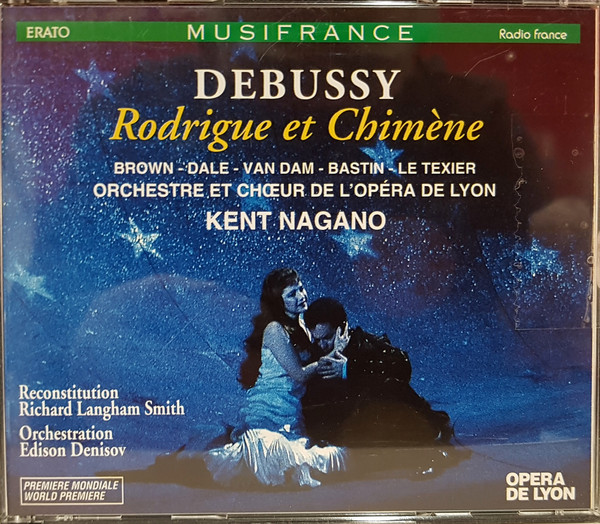 ERATO
MUSIFRANCE
Radio france
DEBUSSY
Rodrigue et Chimène
BROWN - DALE - VAN DAM - BASTIN - LE TEXIER
ORCHESTRE ET CHŒUR DE L'OPÉRA DE LYON
KENT NAGANO
Reconstitution
Richard Langham Smith
Orchestration
Edison Denisov
PREMIERE MONDIALE
WORLD PREMIERE
OPERA
DE LYON